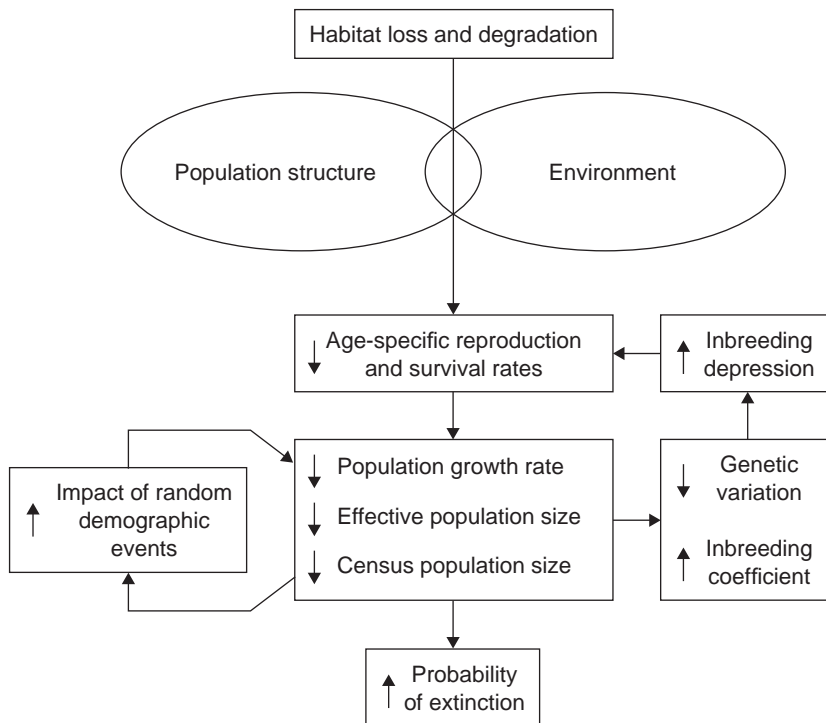 Habitat loss and degradation
Population structure
Environment
Age-specific reproduction
and survival rates
Inbreeding
depression
Impact of random
demographic
events
Population growth rate
Effective population size
Census population size
Genetic
variation
Inbreeding
coefficient
Probability
of extinction